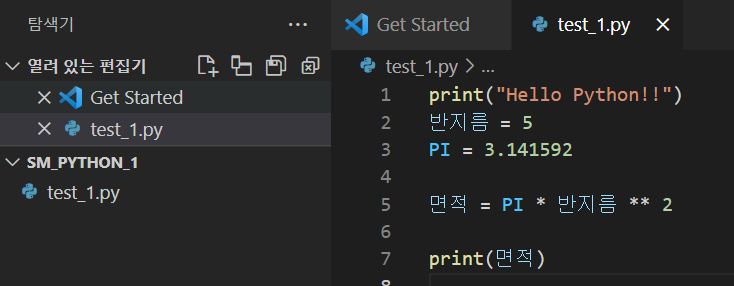 탐색기 ...
열려 있는 편집기
Get Started
test_1.py
SM_PYTHON_1
test_1.py
Get Started
test_1.py
test_1.py > ...
1 print("Hello Python!!")
2 반지름 = 5
3 PI = 3.141592
4
5 면적 = PI * 반지름 ** 2
6
7 print(면적)
8